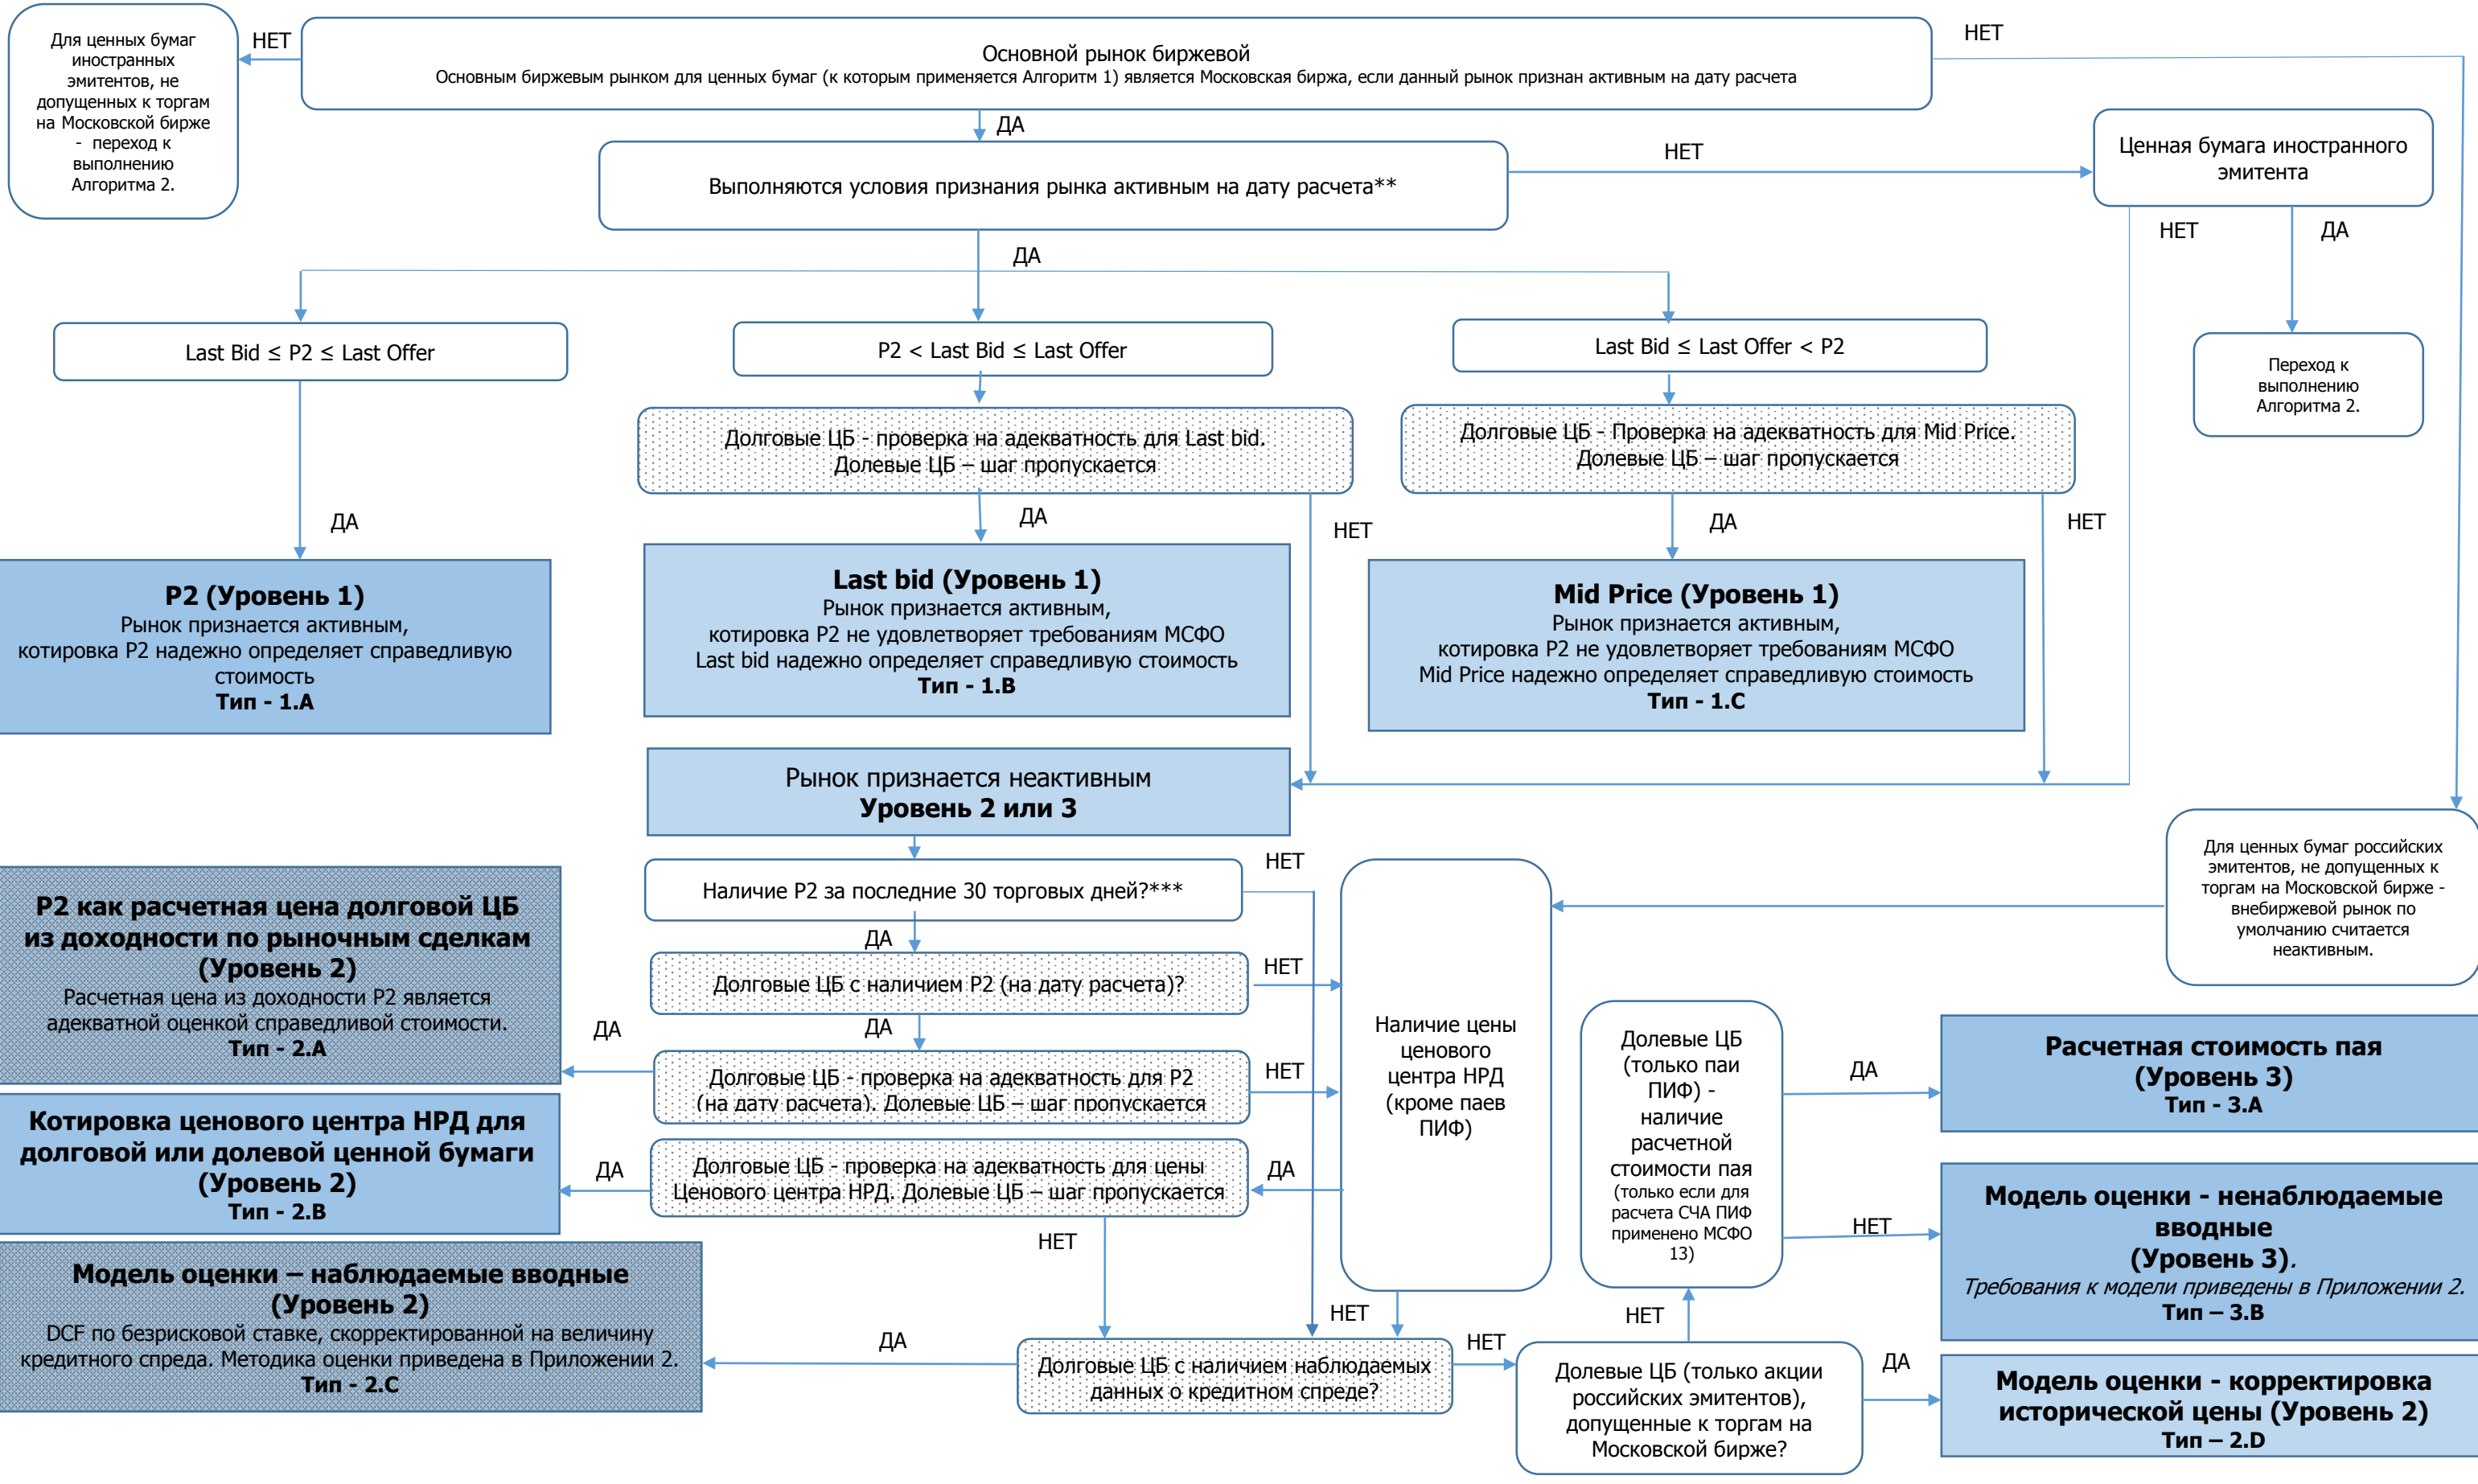 Для ценных бумаг
иностранных
эмитентов, не
допущенных к торгам
на Московской бирже
- переход к
выполнению
Алгоритма 2.
НЕТ
Основной рынок биржевой
Основным биржевым рынком для ценных бумаг (к которым применяется Алгоритм 1) является Московская биржа, если данный рынок признан активным на дату расчета
НЕТ
ДА
Выполняются условия признания рынка активным на дату расчета**
НЕТ
Ценная бумага иностранного
эмитента
НЕТ
ДА
ДА
Last Bid ≤ P2 ≤ Last Offer
P2 < Last Bid ≤ Last Offer
Last Bid ≤ Last Offer < P2
Переход к
выполнению
Алгоритма 2.
Долговые ЦБ - проверка на адекватность для Last bid.
Долевые ЦБ – шаг пропускается
Долговые ЦБ - Проверка на адекватность для Mid Price.
Долевые ЦБ – шаг пропускается
ДА
ДА
НЕТ
ДА
НЕТ
P2 (Уровень 1)
Рынок признается активным,
котировка P2 надежно определяет справедливую
стоимость
Тип - 1.A
Last bid (Уровень 1)
Рынок признается активным,
котировка P2 не удовлетворяет требованиям МСФО
Last bid надежно определяет справедливую стоимость
Тип - 1.B
Mid Price (Уровень 1)
Рынок признается активным,
котировка P2 не удовлетворяет требованиям МСФО
Mid Price надежно определяет справедливую стоимость
Тип - 1.C
Рынок признается неактивным
Уровень 2 или 3
Для ценных бумаг российских
эмитентов, не допущенных к
торгам на Московской бирже -
внебиржевой рынок по
умолчанию считается
неактивным.
Наличие P2 за последние 30 торговых дней?***
НЕТ
ДА
Долговые ЦБ с наличием P2 (на дату расчета)?
НЕТ
ДА
P2 как расчетная цена долговой ЦБ
из доходности по рыночным сделкам
(Уровень 2)
Расчетная цена из доходности P2 является
адекватной оценкой справедливой стоимости.
Тип - 2.A
ДА
Долговые ЦБ - проверка на адекватность для P2
(на дату расчета). Долевые ЦБ – шаг пропускается
НЕТ
Наличие цены
ценового
центра НРД
(кроме паев
ПИФ)
Долевые ЦБ
(только паи
ПИФ) -
наличие
расчетной
стоимости пая
(только если для
расчета СЧА ПИФ
применено МСФО
13)
ДА
Расчетная стоимость пая
(Уровень 3)
Тип - 3.A
Котировка ценового центра НРД для
долговой или долевой ценной бумаги
(Уровень 2)
Тип - 2.B
ДА
Долговые ЦБ - проверка на адекватность для цены
Ценового центра НРД. Долевые ЦБ – шаг пропускается
ДА
НЕТ
НЕТ
Модель оценки - ненаблюдаемые
вводные
(Уровень 3).
Требования к модели приведены в Приложении 2.
Тип – 3.B
Модель оценки – наблюдаемые вводные
(Уровень 2)
DCF по безрисковой ставке, скорректированной на величину
кредитного спреда. Методика оценки приведена в Приложении 2.
Тип - 2.C
ДА
НЕТ
Долговые ЦБ с наличием наблюдаемых
данных о кредитном спреде?
НЕТ
НЕТ
Долевые ЦБ (только акции
российских эмитентов),
допущенные к торгам на
Московской бирже?
ДА
Модель оценки - корректировка
исторической цены (Уровень 2)
Тип – 2.D